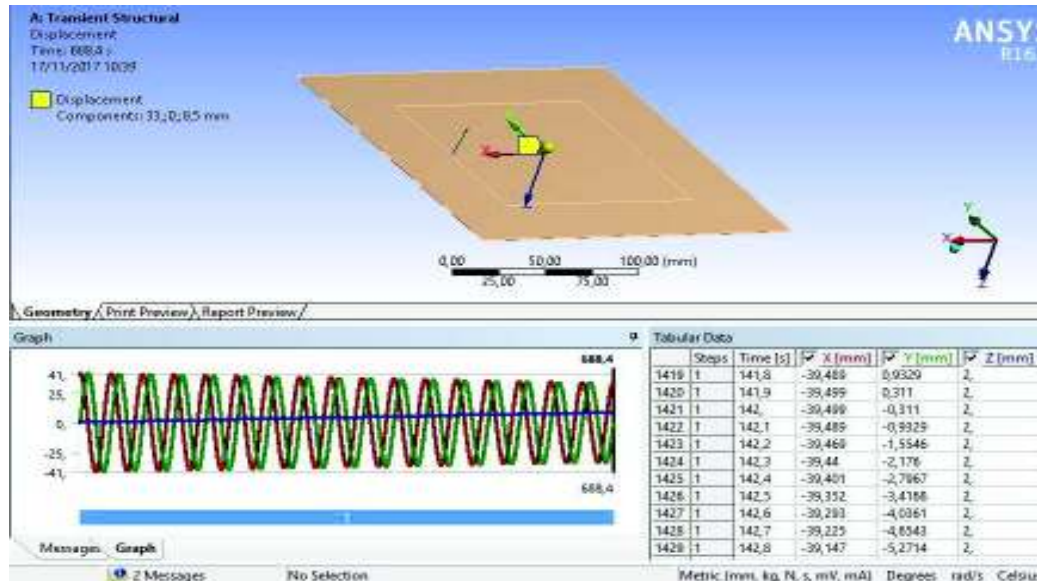 A: Transient Structural
Displacement
Time: 688,4 s
17/11/2017 10:39
Displacement
Components: 33,;0,;8,5 mm
ANSYS
R16
X
Z
Y
X
Z
0,00 50,00 100,00 (mm)
25,00 75,00
Geometry Print Preview Report Preview
Graph
688,4
41,
25,
0,
-25,
-41,
688,4
1
Messages Graph
2 Messages No Selection
Tabular Data
Steps Time [s] X [mm] Y [mm] Z [mm]
1419 1 141,8 -39,489 0,9329 2,
1420 1 141,9 -39,499 0,311 2,
1421 1 142, -39,499 -0,311 2,
1422 1 142,1 -39,489 -0,9329 2,
1423 1 142,2 -39,469 -1,5546 2,
1424 1 142,3 -39,44 -2,176 2,
1425 1 142,4 -39,401 -2,7967 2,
1426 1 142,5 -39,352 -3,4168 2,
1427 1 142,6 -39,293 -4,0361 2,
1428 1 142,7 -39,225 -4,6543 2,
1429 1 142,8 -39,147 -5,2714 2,
Metric (mm, kg, N, s, mV, mA) Degrees rad/s Celsius